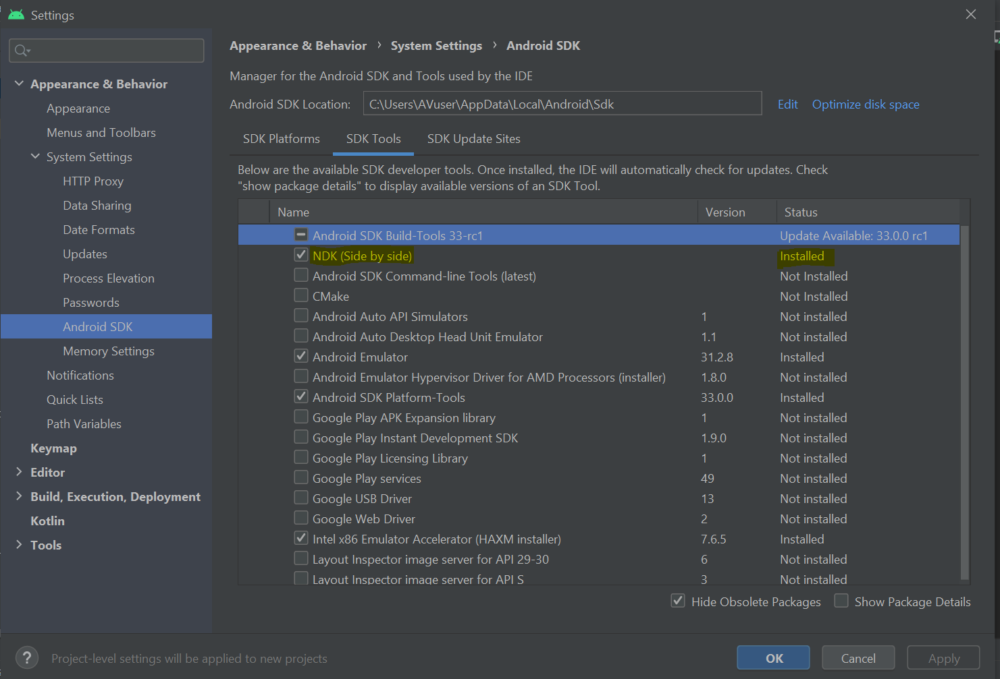 Settings
Appearance & Behavior
Appearance
Menus and Toolbars
System Settings
HTTP Proxy
Data Sharing
Date Formats
Updates
Process Elevation
Passwords
Android SDK
Memory Settings
Notifications
Quick Lists
Path Variables
Keymap
Editor
Build, Execution, Deployment
Kotlin
Tools
Appearance & Behavior › System Settings › Android SDK
Manager for the Android SDK and Tools used by the IDE
Android SDK Location: C:\Users\AVuser\AppData\Local\Android\Sdk Edit Optimize disk space
SDK Platforms SDK Tools SDK Update Sites
Below are the available SDK developer tools. Once installed, the IDE will automatically check for updates. Check
"show package details" to display available versions of an SDK Tool.
Name Version Status
Android SDK Build-Tools 33-rc1 Update Available: 33.0.0 rc1
NDK (Side by side) Installed
Android SDK Command-line Tools (latest) Not Installed
CMake Not Installed
Android Auto API Simulators 1 Not installed
Android Auto Desktop Head Unit Emulator 1.1 Not installed
Android Emulator 31.2.8 Installed
Android Emulator Hypervisor Driver for AMD Processors (installer) 1.8.0 Not installed
Android SDK Platform-Tools 33.0.0 Installed
Google Play APK Expansion library 1 Not installed
Google Play Instant Development SDK 1.9.0 Not installed
Google Play Licensing Library 1 Not installed
Google Play services 49 Not installed
Google USB Driver 13 Not installed
Google Web Driver 2 Not installed
Intel x86 Emulator Accelerator (HAXM installer) 7.6.5 Installed
Layout Inspector image server for API 29-30 6 Not installed
Layout Inspector image server for API S 3 Not installed
Hide Obsolete Packages Show Package Details
? Project-level settings will be applied to new projects
OK Cancel Apply